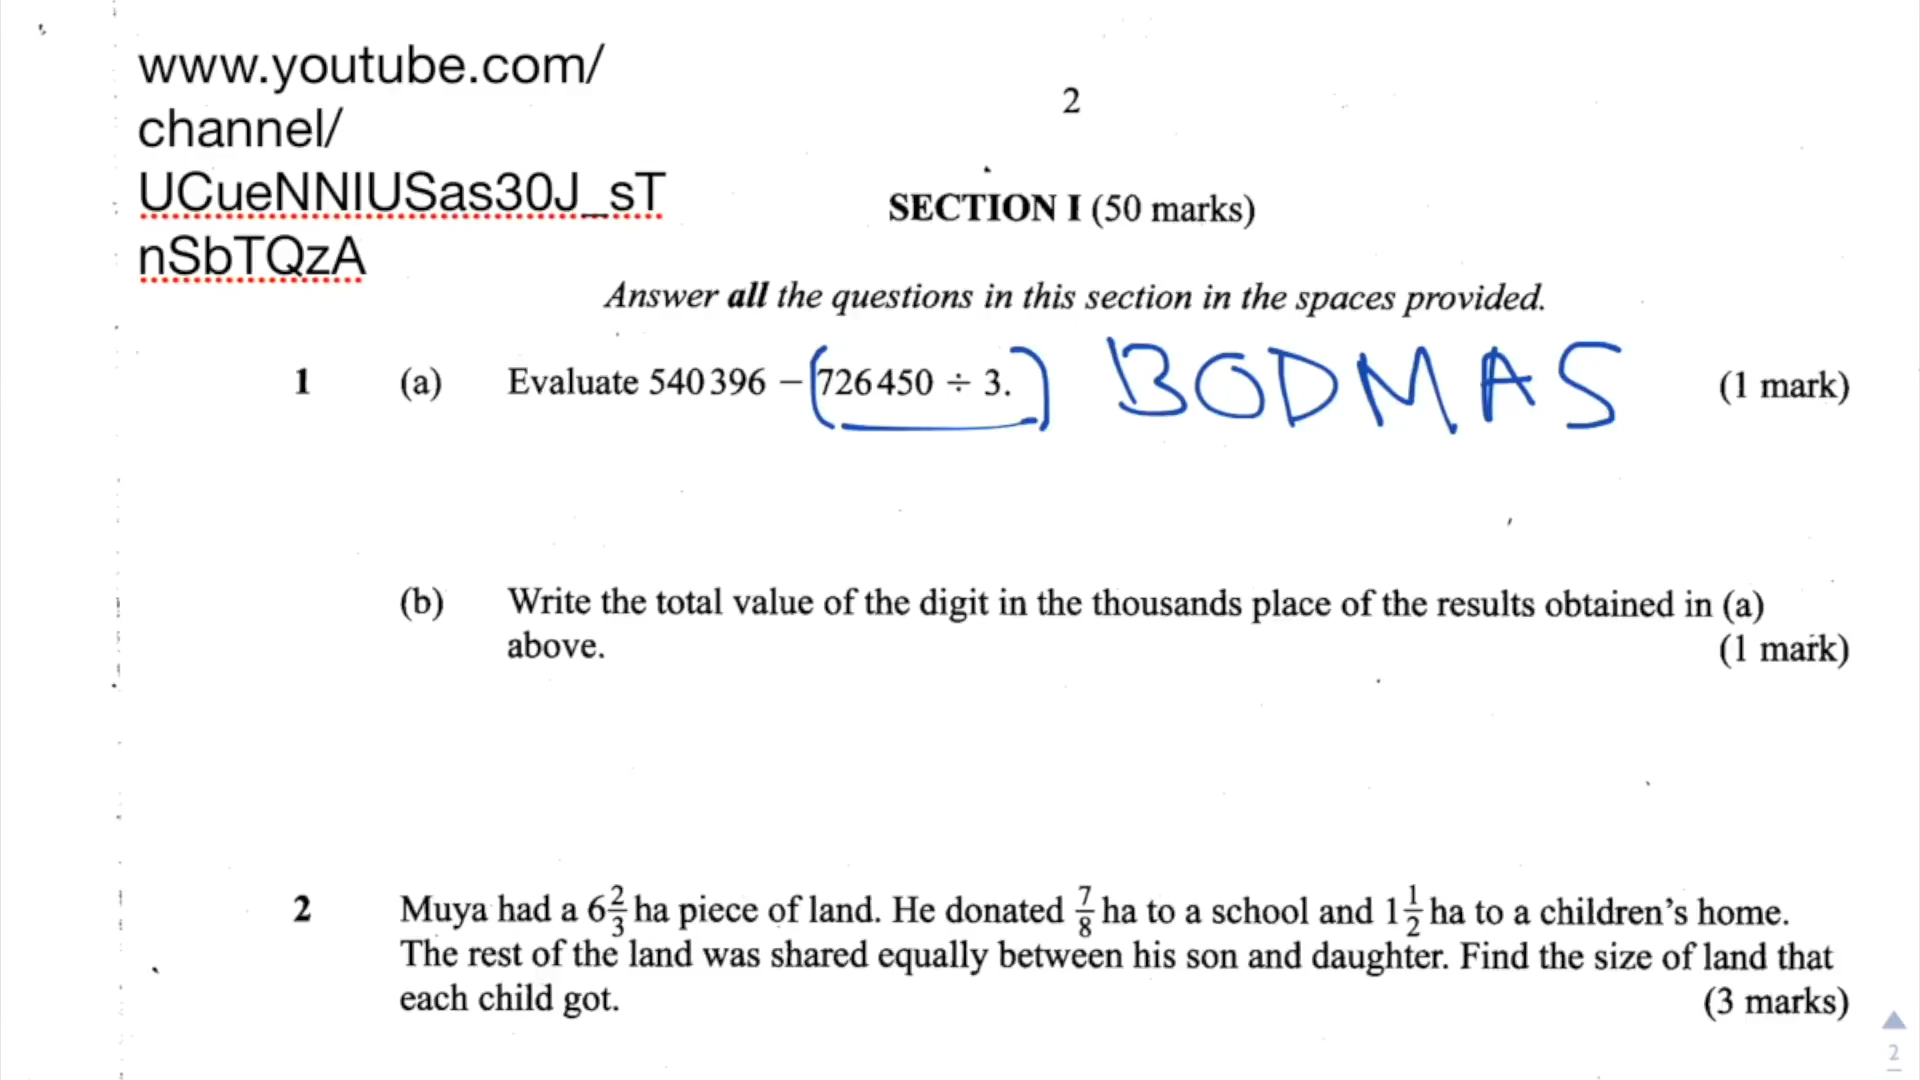 www.youtube.com/
channel/
UCueNNIUSas30J_sT
nSbTQzA
2
SECTION I (50 marks)
Answer all the questions in this section in the spaces provided.
1 (a) Evaluate 540 396 – (726 450 ÷ 3.) BODMAS (1 mark)
(b) Write the total value of the digit in the thousands place of the results obtained in (a)
above. (1 mark)
2 Muya had a 6 2/3 ha piece of land. He donated 7/8 ha to a school and 1 1/2 ha to a children's home.
The rest of the land was shared equally between his son and daughter. Find the size of land that
each child got. (3 marks)
2